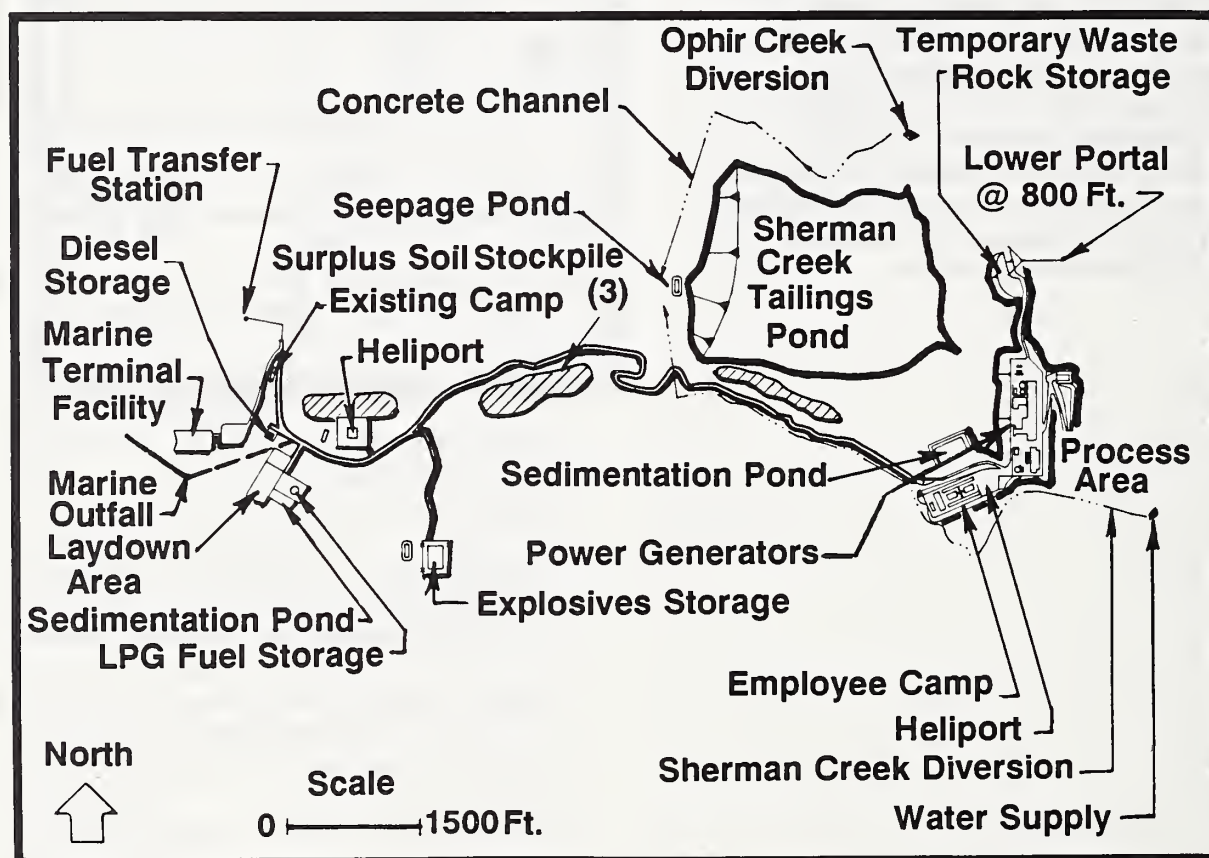 Ophir Creek
Diversion
Temporary Waste
Rock Storage
Concrete Channel
Lower Portal
@ 800 Ft.
Fuel Transfer
Station
Seepage Pond
Sherman
Creek
Tailings
Pond
Diesel
Storage
Surplus Soil Stockpile
(3)
Existing Camp
Marine
Terminal
Facility
Heliport
Sedimentation Pond
Process
Area
Marine
Outfall
Laydown
Area
Power Generators
Explosives Storage
Sedimentation Pond
LPG Fuel Storage
Employee Camp
Heliport
Sherman Creek Diversion
Water Supply
North
Scale
0 1500 Ft.